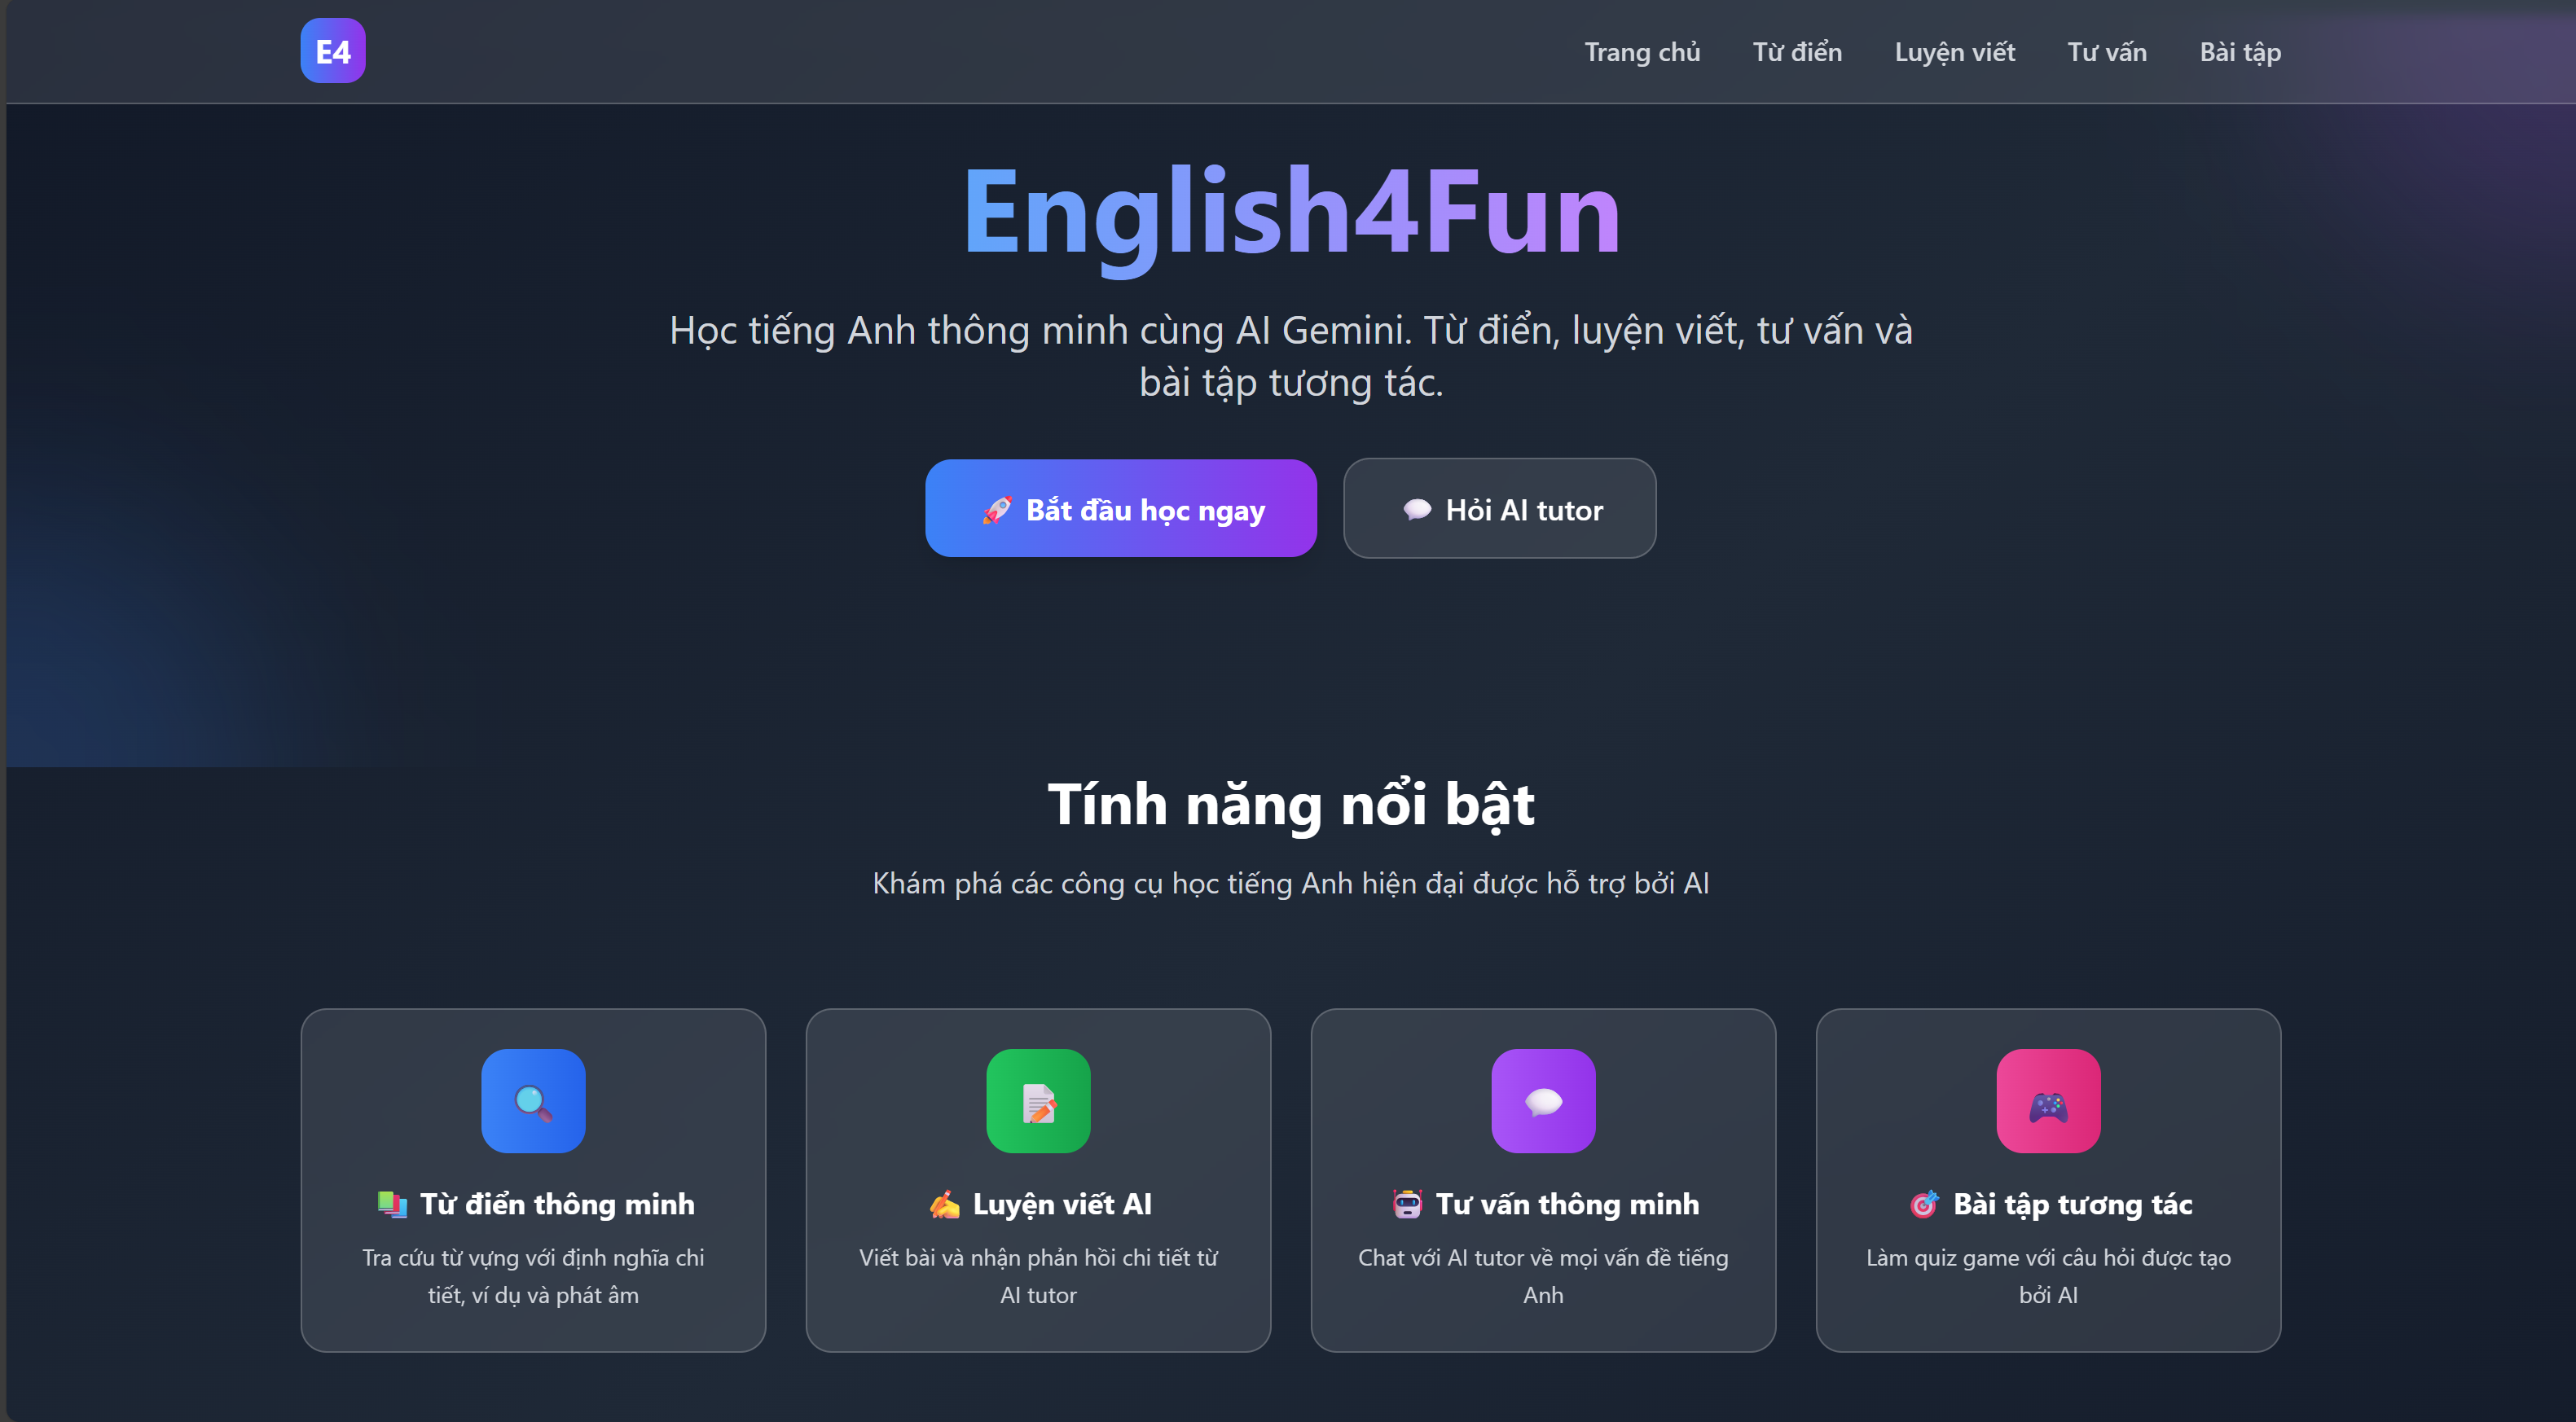 E4
Trang chủ
Từ điển
Luyện viết
Tư vấn
Bài tập
English4Fun
Học tiếng Anh thông minh cùng AI Gemini. Từ điển, luyện viết, tư vấn và
bài tập tương tác.
🚀 Bắt đầu học ngay
💬 Hỏi AI tutor
Tính năng nổi bật
Khám phá các công cụ học tiếng Anh hiện đại được hỗ trợ bởi AI
📚 Từ điển thông minh
Tra cứu từ vựng với định nghĩa chi
tiết, ví dụ và phát âm
✍️ Luyện viết AI
Viết bài và nhận phản hồi chi tiết từ
AI tutor
🤖 Tư vấn thông minh
Chat với AI tutor về mọi vấn đề tiếng
Anh
🎯 Bài tập tương tác
Làm quiz game với câu hỏi được tạo
bởi AI